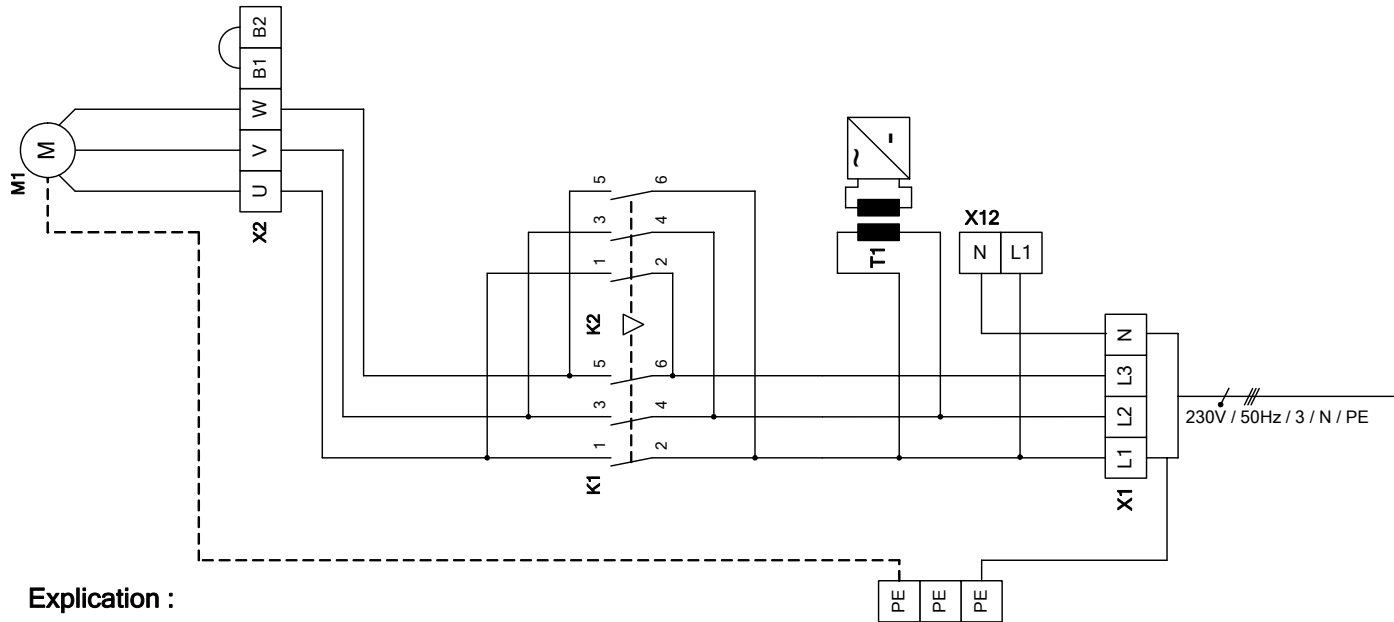 B2
B1
W
V
U
X2
M
M1
5
6
3
4
1
2
K2
5
6
3
4
1
2
K1
~
-
T1
X12
N
L1
N
L3
L2
L1
X1
230V / 50Hz / 3 / N / PE
PE
PE
PE
Explication :